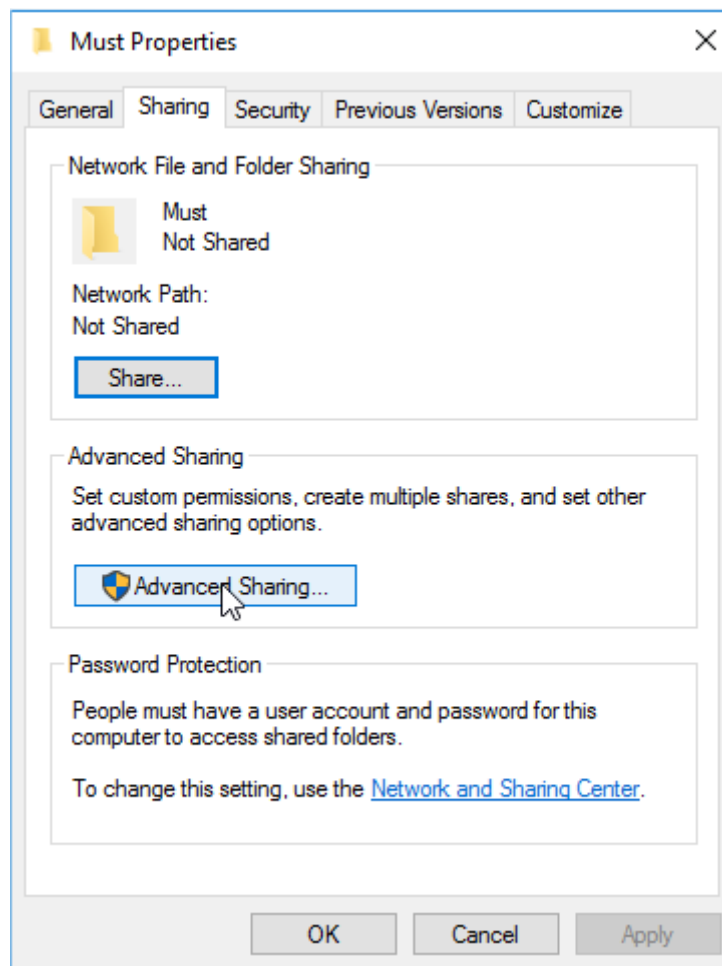 Must Properties
General Sharing Security Previous Versions Customize
Network File and Folder Sharing
Must
Not Shared
Network Path:
Not Shared
Share...
Advanced Sharing
Set custom permissions, create multiple shares, and set other
advanced sharing options.
Advanced Sharing...
Password Protection
People must have a user account and password for this
computer to access shared folders.
To change this setting, use the Network and Sharing Center.
OK Cancel Apply